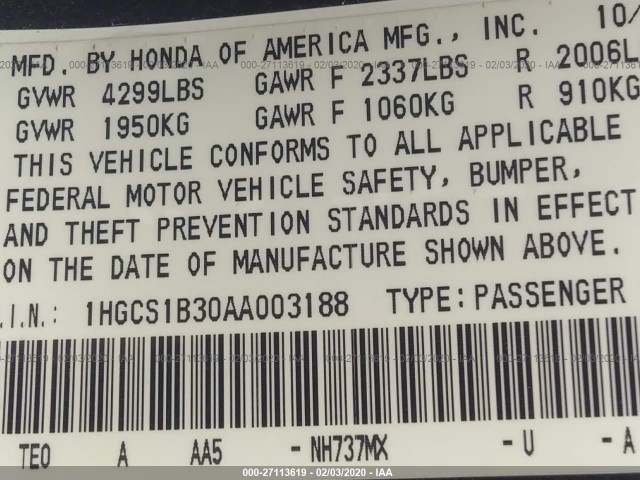 MFD. BY HONDA OF AMERICA MFG., INC. 10/
GVWR 4299LBS GAWR F 2337LBS R 2006L
GVWR 1950KG GAWR F 1060KG R 910KG
THIS VEHICLE CONFORMS TO ALL APPLICABLE
FEDERAL MOTOR VEHICLE SAFETY, BUMPER,
AND THEFT PREVENTION STANDARDS IN EFFECT
ON THE DATE OF MANUFACTURE SHOWN ABOVE.
.I.N.: 1HGCS1B30AA003188 TYPE: PASSENGER
TEO A AA5 - NH737MX - U - A
000-27113619 - 02/03/2020 - IAA